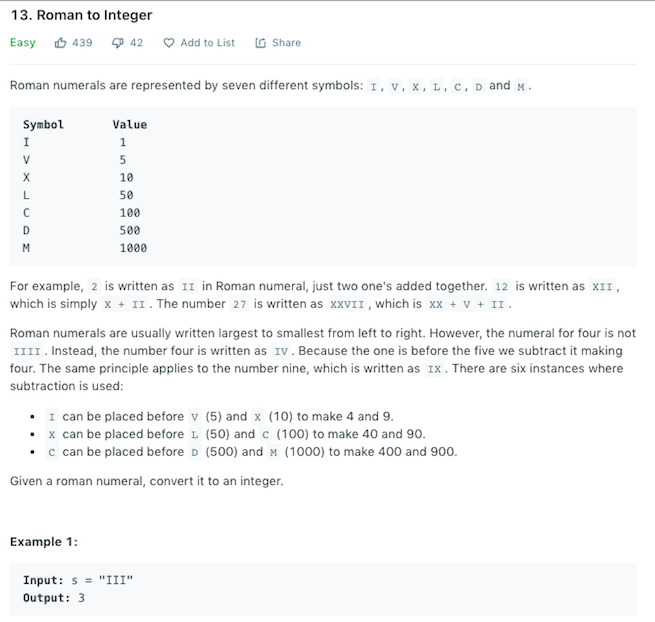 13. Roman to Integer
Easy 439 42 Add to List Share
Roman numerals are represented by seven different symbols: I, V, X, L, C, D and M.
Symbol Value
I 1
V 5
X 10
L 50
C 100
D 500
M 1000
For example, 2 is written as II in Roman numeral, just two one's added together. 12 is written as XII,
which is simply X + II. The number 27 is written as XXVII, which is XX + V + II.
Roman numerals are usually written largest to smallest from left to right. However, the numeral for four is not
IIII. Instead, the number four is written as IV. Because the one is before the five we subtract it making
four. The same principle applies to the number nine, which is written as IX. There are six instances where
subtraction is used:
• I can be placed before V (5) and X (10) to make 4 and 9.
• X can be placed before L (50) and C (100) to make 40 and 90.
• C can be placed before D (500) and M (1000) to make 400 and 900.
Given a roman numeral, convert it to an integer.
Example 1:
Input: s = "III"
Output: 3